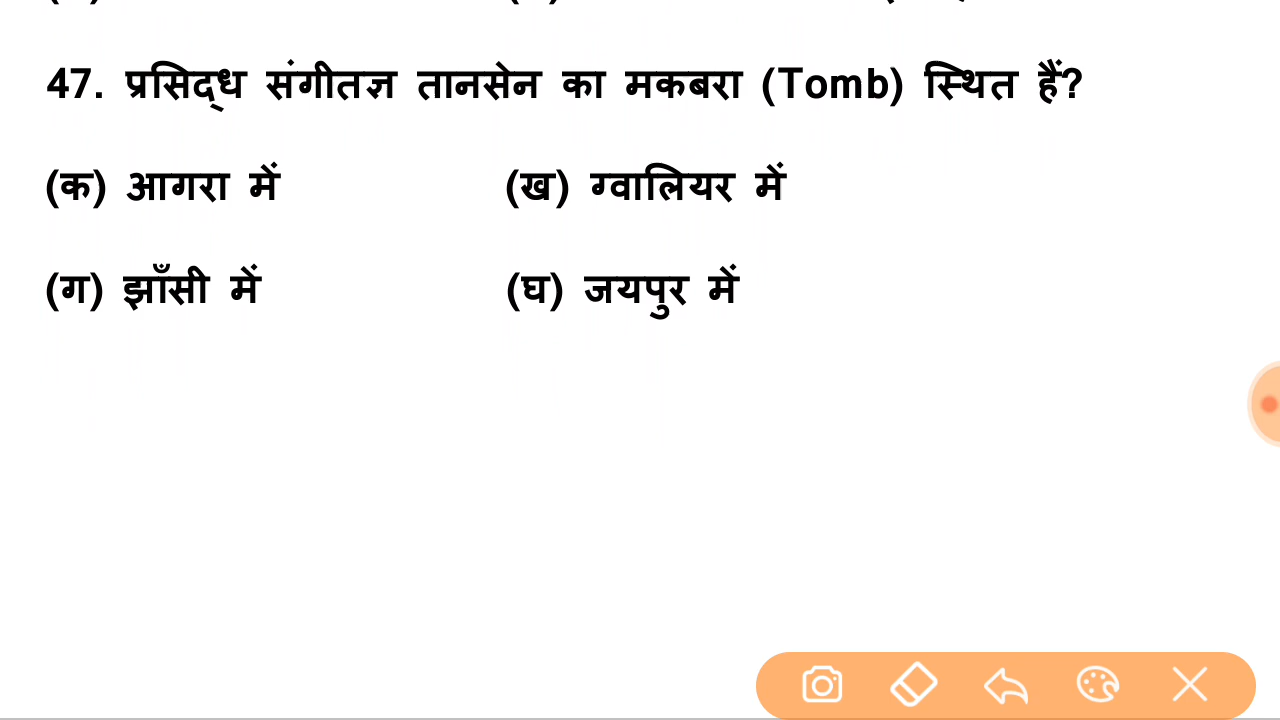 47. प्रसिद्ध संगीतज्ञ तानसेन का मकबरा (Tomb) स्थित हैं?
(क) आगरा में (ख) ग्वालियर में
(ग) झाँसी में (घ) जयपुर में